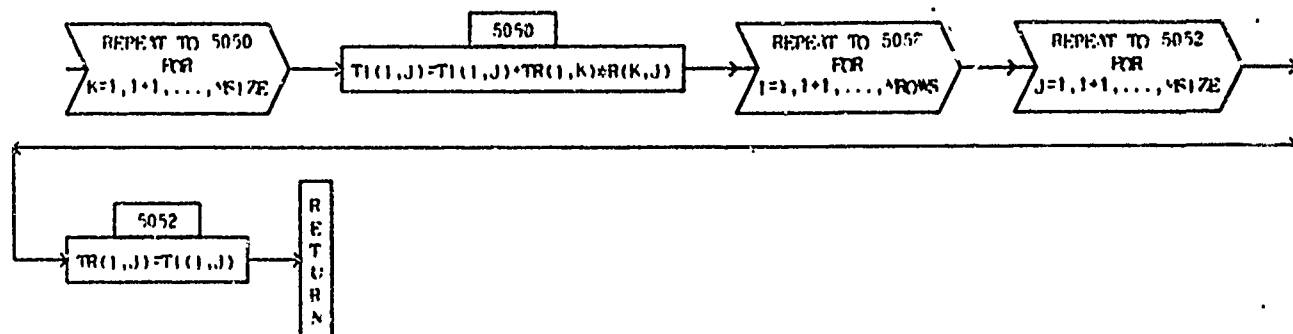 REPEAT TO 5050
FOR
K=1,1+1,...,MSIZE
5050
T1(I,J)=T1(I,J)+TR(I,K)*R(K,J)
REPEAT TO 5052
FOR
I=1,1+1,...,NROWS
REPEAT TO 5052
FOR
J=1,1+1,...,MSIZE
5052
TR(I,J)=T1(I,J)
RETURN